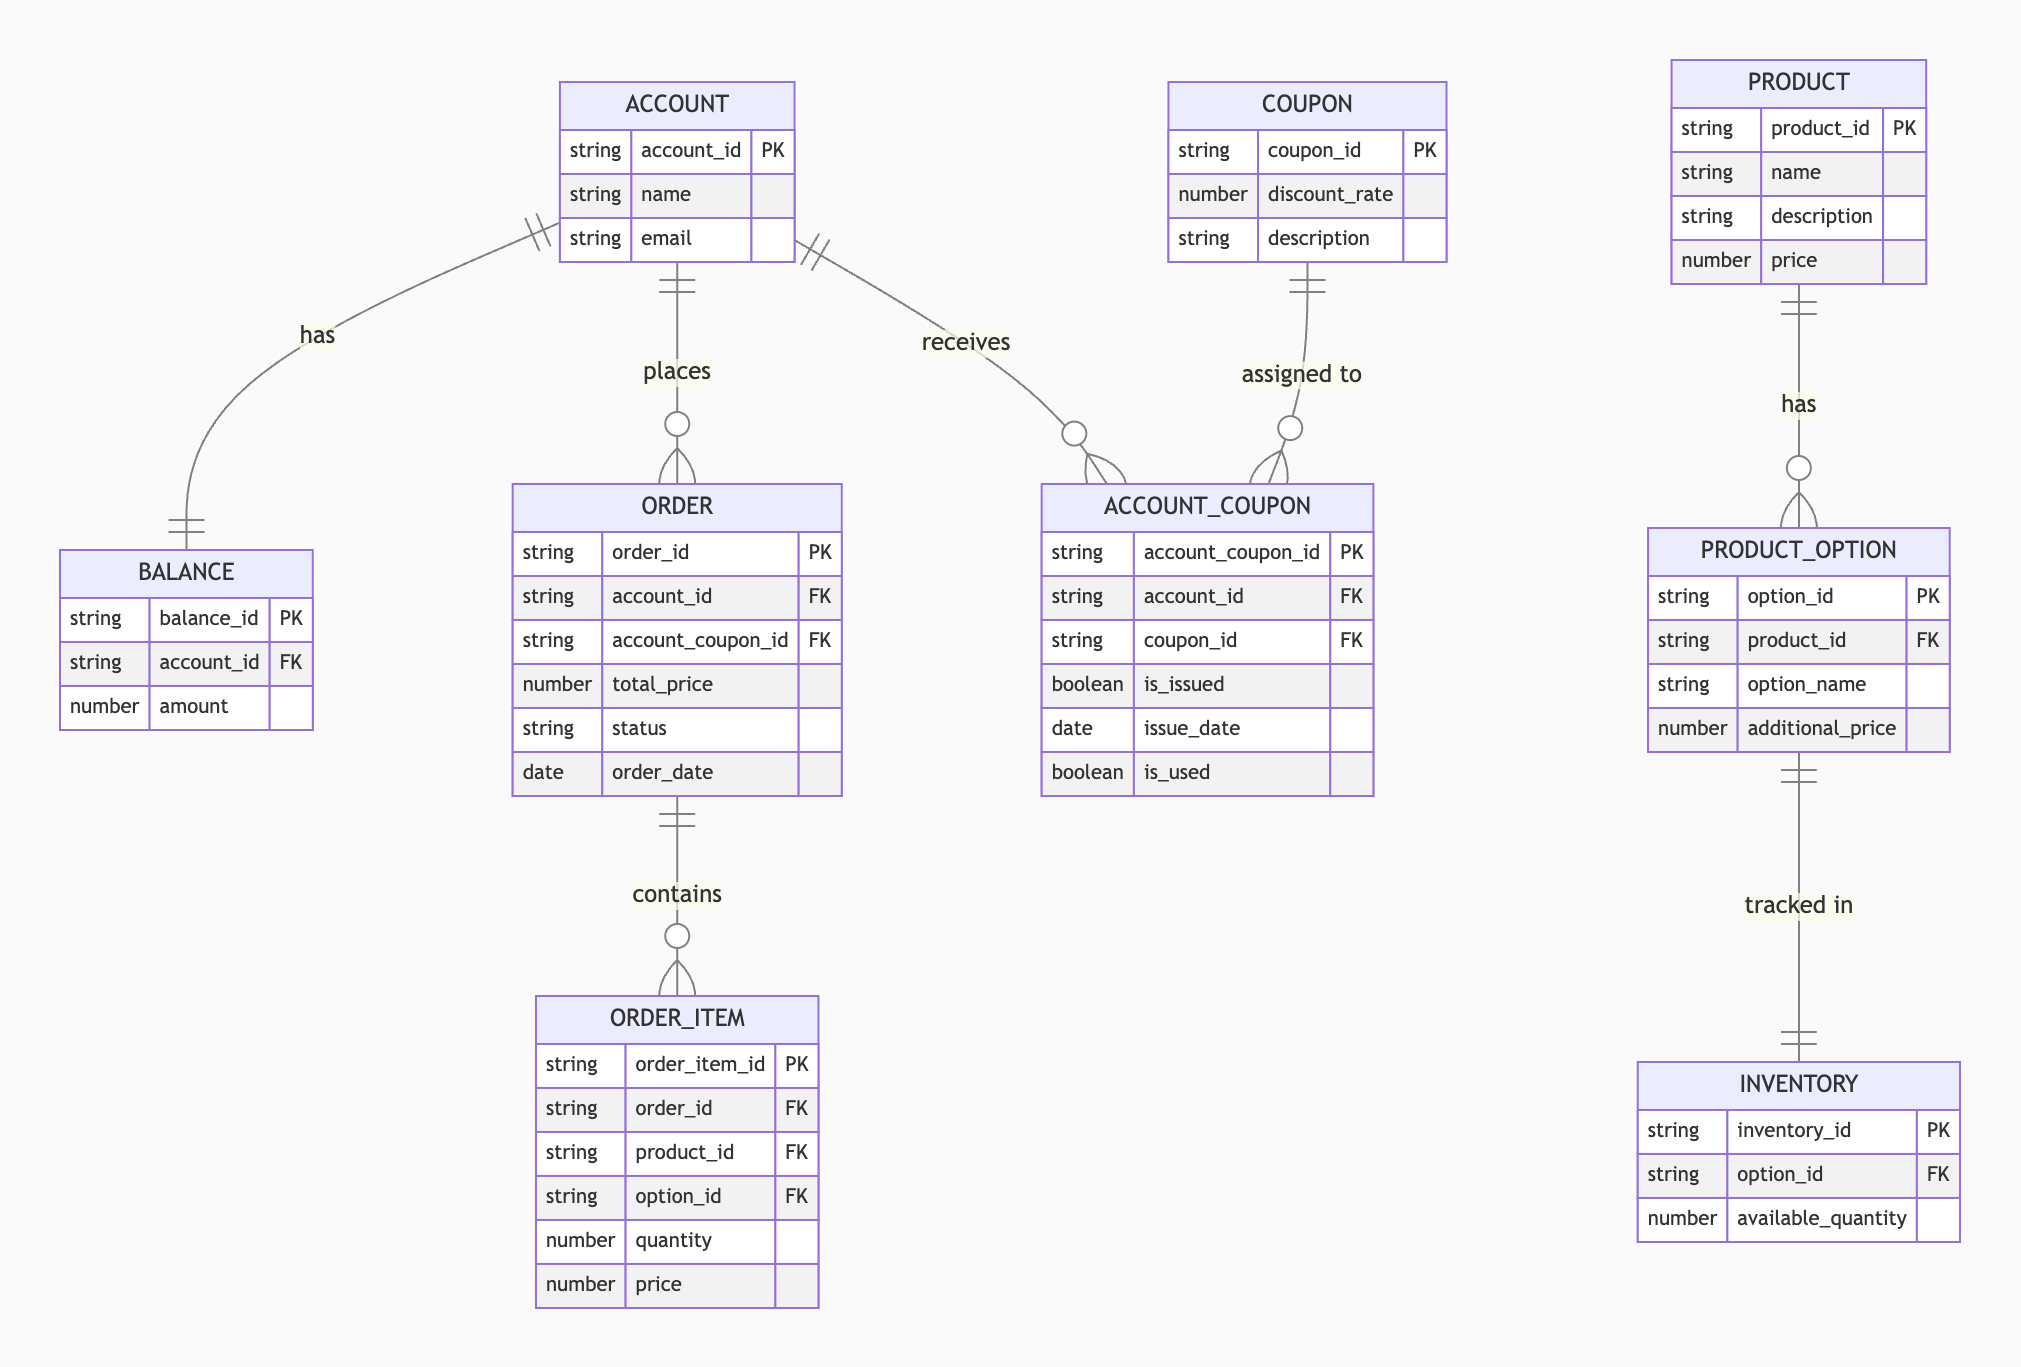 ACCOUNT
string account_id PK
string name
string email
COUPON
string coupon_id PK
number discount_rate
string description
PRODUCT
string product_id PK
string name
string description
number price
has
places
receives
assigned to
has
BALANCE
string balance_id PK
string account_id FK
number amount
ORDER
string order_id PK
string account_id FK
string account_coupon_id FK
number total_price
string status
date order_date
ACCOUNT_COUPON
string account_coupon_id PK
string account_id FK
string coupon_id FK
boolean is_issued
date issue_date
boolean is_used
PRODUCT_OPTION
string option_id PK
string product_id FK
string option_name
number additional_price
contains
tracked in
ORDER_ITEM
string order_item_id PK
string order_id FK
string product_id FK
string option_id FK
number quantity
number price
INVENTORY
string inventory_id PK
string option_id FK
number available_quantity